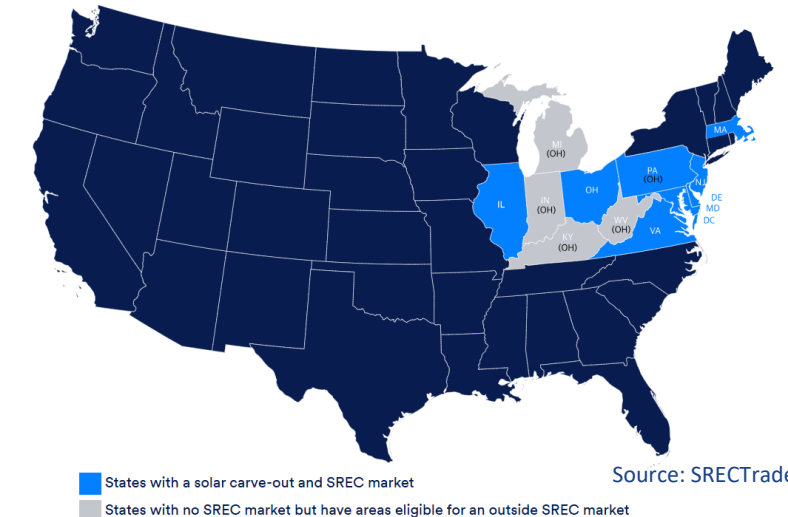 MA
MI
(OH)
PA
(OH)
NJ
OH
IL
IN
(OH)
DE
MD
DC
WV
(OH)
VA
KY
(OH)
Source: SRECTrade
States with a solar carve-out and SREC market
States with no SREC market but have areas eligible for an outside SREC market